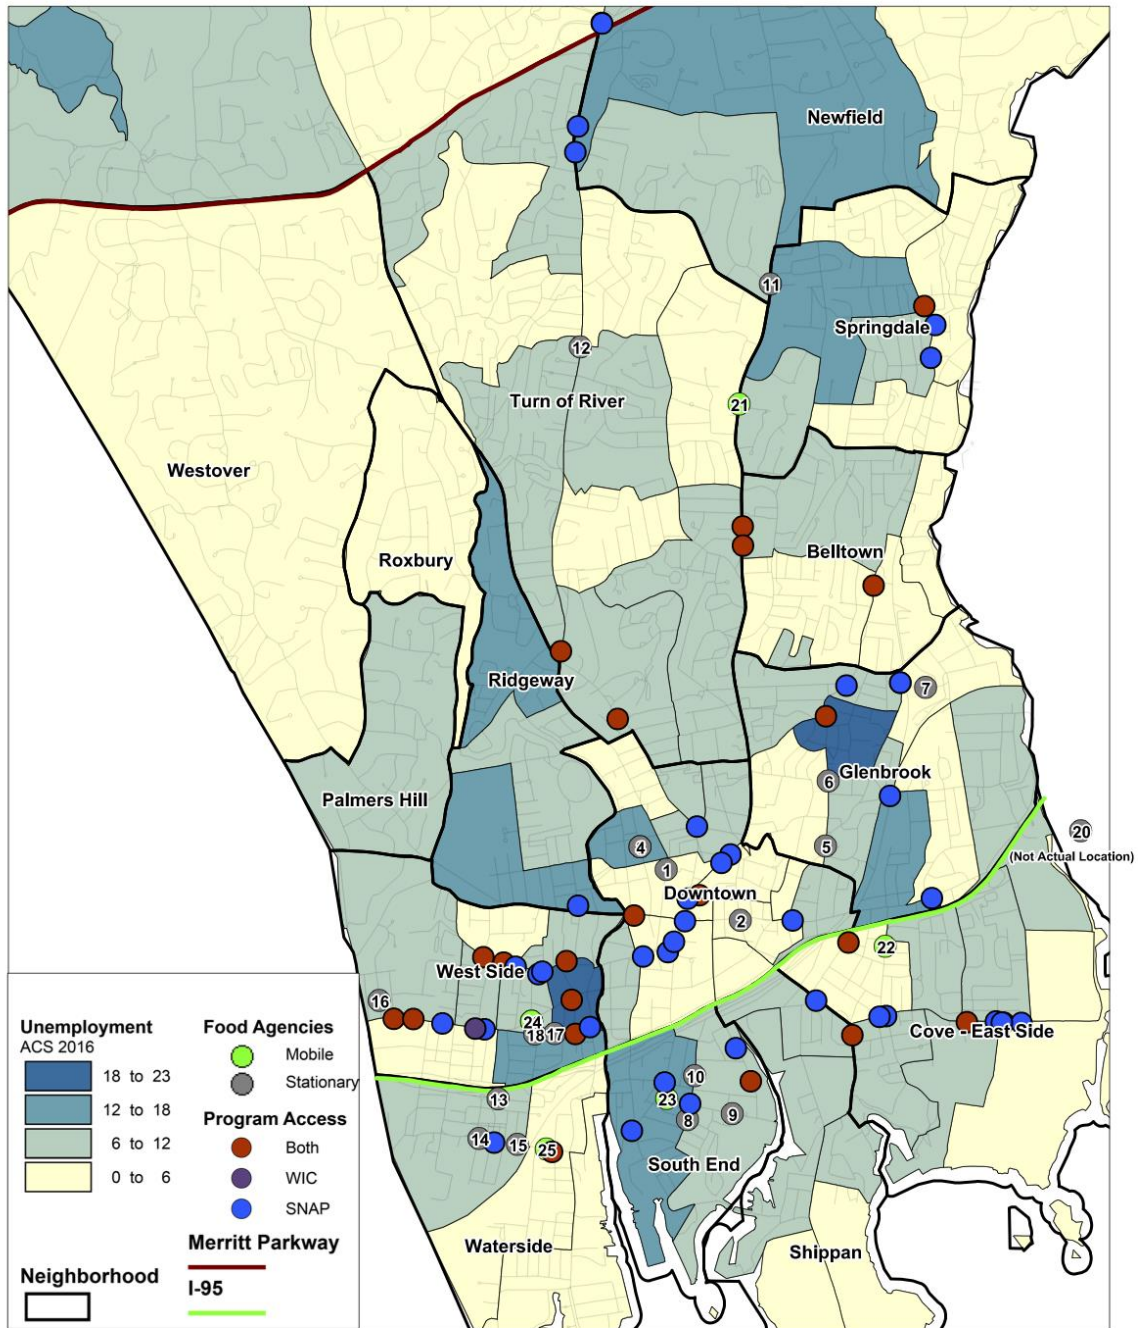 Newfield
11
Springdale
12
Turn of River
21
Westover
Roxbury
Belltown
Ridgeway
7
Glenbrook
6
Palmers Hill
20
(Not Actual Location)
4
5
1
Downtown
2
22
West Side
16
24
18 17
Cove - East Side
13
10
23
8
9
14
15
25
South End
Waterside
Shippan
Unemployment
ACS 2016
18 to 23
12 to 18
6 to 12
0 to 6
Neighborhood
Food Agencies
Mobile
Stationary
Program Access
Both
WIC
SNAP
Merritt Parkway
I-95